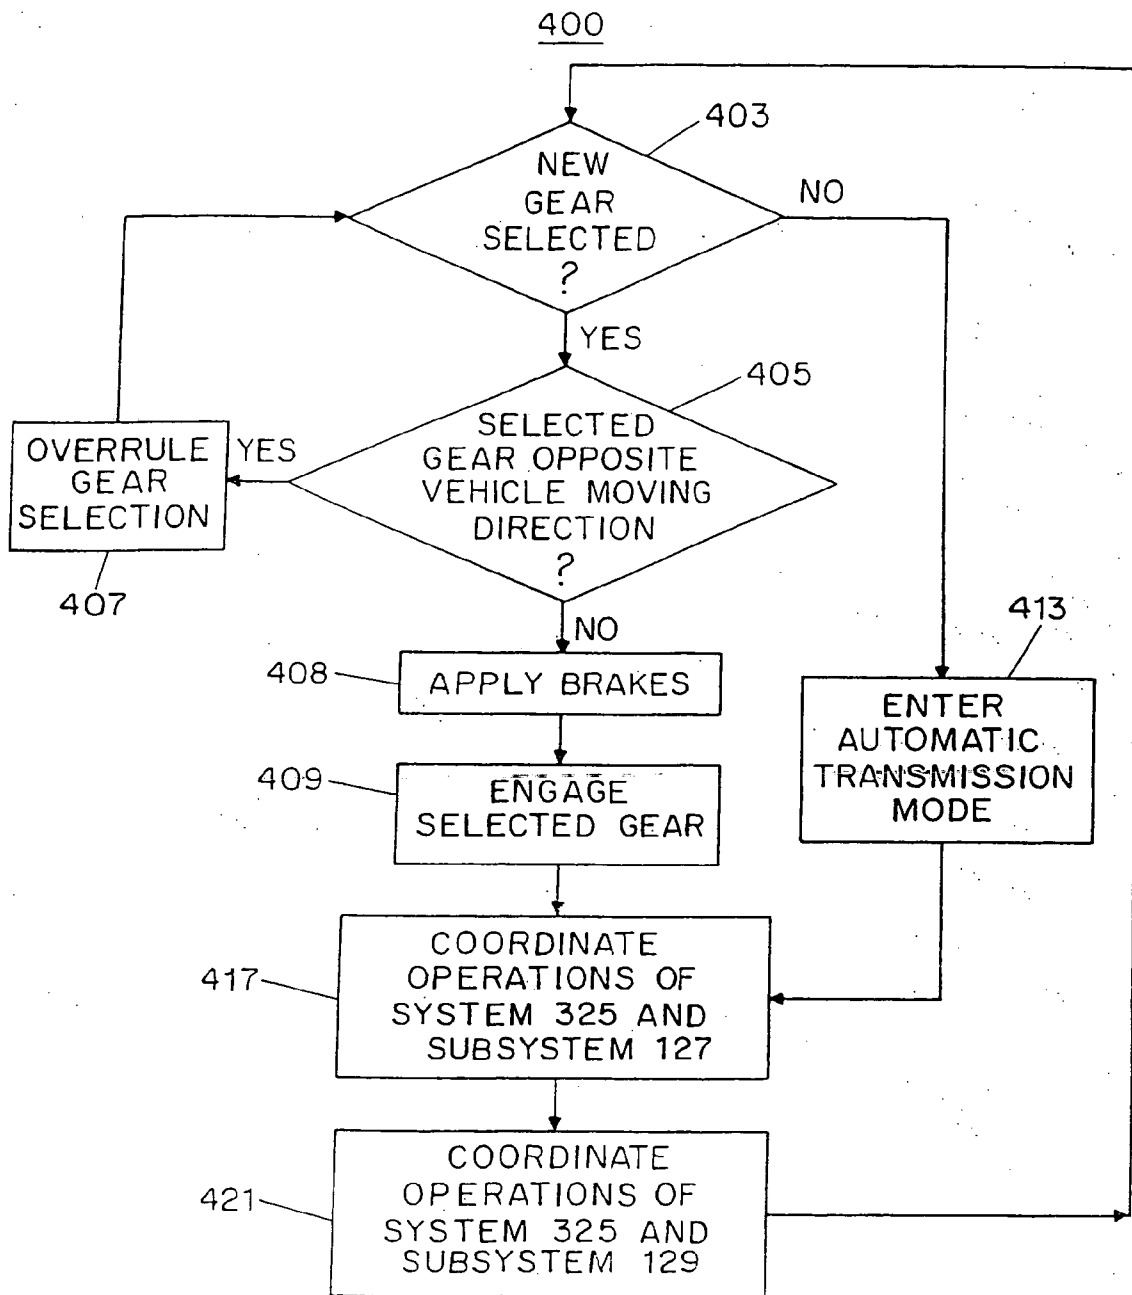 400
403
NEW
GEAR
SELECTED
?
NO
YES
405
SELECTED
GEAR OPPOSITE
VEHICLE MOVING
DIRECTION
?
YES
OVERRULE
GEAR
SELECTION
407
NO
408
APPLY BRAKES
413
ENTER
AUTOMATIC
TRANSMISSION
MODE
409
ENGAGE
SELECTED GEAR
417
COORDINATE
OPERATIONS OF
SYSTEM 325 AND
SUBSYSTEM 127
421
COORDINATE
OPERATIONS OF
SYSTEM 325 AND
SUBSYSTEM 129